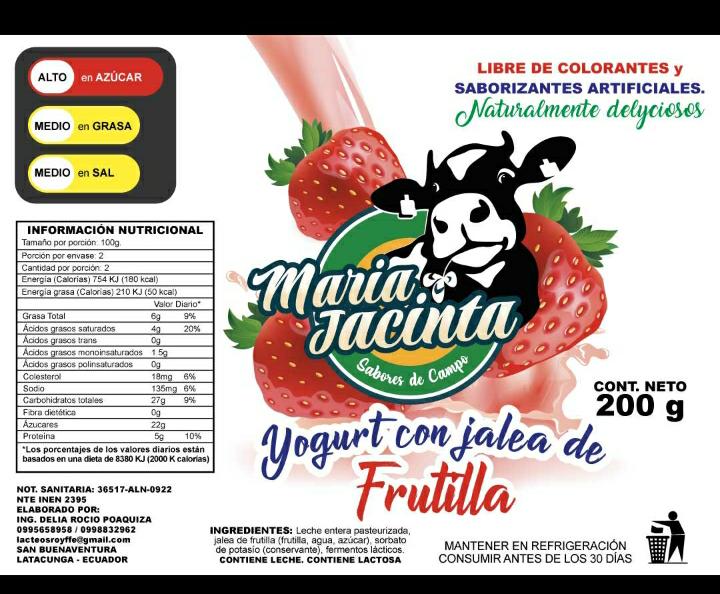 ALTO en AZÚCAR
MEDIO en GRASA
MEDIO en SAL
LIBRE DE COLORANTES y
SABORIZANTES ARTIFICIALES.
Naturalmente delyciosos
INFORMACIÓN NUTRICIONAL
Tamaño por porción: 100g.
Porción por envase: 2
Cantidad por porción: 2
Energía (Calorías) 754 KJ (180 kcal)
Energía grasa (Calorías) 210 KJ (50 kcal)
Valor Diario*
Grasa Total 6g 9%
Ácidos grasos saturados 4g 20%
Ácidos grasos trans 0g
Ácidos grasos monoinsaturados 1.5g
Ácidos grasos polinsaturados 0g
Colesterol 18mg 6%
Sodio 135mg 6%
Carbohidratos totales 27g 9%
Fibra dietética 0g
Azucares 22g
Proteína 5g 10%
*Los porcentajes de los valores diarios están
basados en una dieta de 8380 KJ (2000 K calorías)
Maria
Jacinta
Sabores de Campo
CONT. NETO
200 g
Yogurt con jalea de
Frutilla
NOT. SANITARIA: 36517-ALN-0922
NTE INEN 2395
ELABORADO POR:
ING. DELIA ROCIO POAQUIZA
0995658958 / 0998832962
lacteosroyffe@gmail.com
SAN BUENAVENTURA
LATACUNGA - ECUADOR
INGREDIENTES: Leche entera pasteurizada,
jalea de frutilla (frutilla, agua, azúcar), sorbato
de potasio (conservante), fermentos lácticos.
CONTIENE LECHE. CONTIENE LACTOSA
MANTENER EN REFRIGERACIÓN
CONSUMIR ANTES DE LOS 30 DÍAS